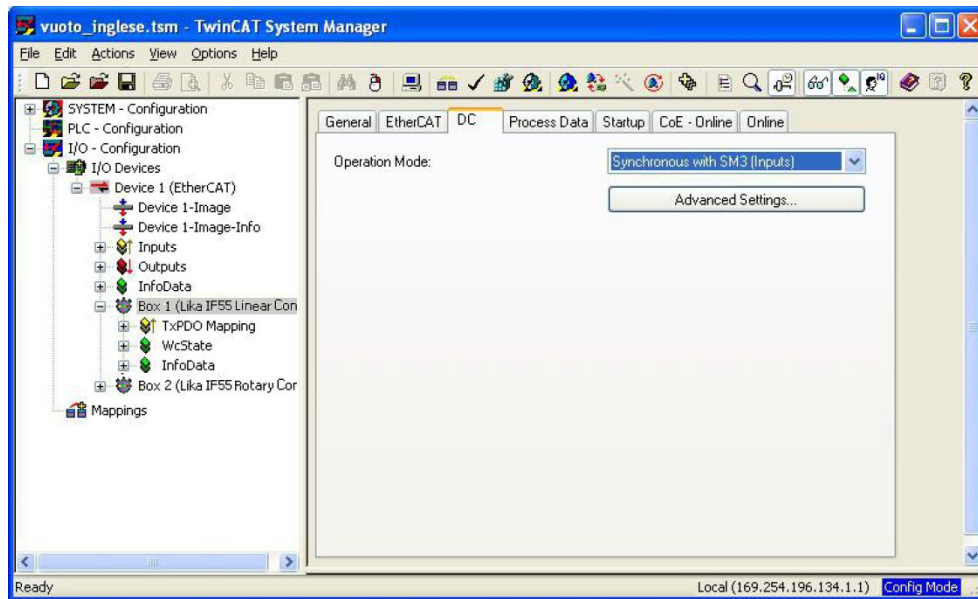 vuoto_inglese.tsm - TwinCAT System Manager
File Edit Actions View Options Help
SYSTEM - Configuration
PLC - Configuration
I/O - Configuration
I/O Devices
Device 1 (EtherCAT)
Device 1-Image
Device 1-Image-Info
Inputs
Outputs
InfoData
Box 1 (Lika IF55 Linear Con
TxPDO Mapping
WcState
InfoData
Box 2 (Lika IF55 Rotary Cor
Mappings
General EtherCAT DC Process Data Startup CoE - Online Online
Operation Mode: Synchronous with SM3 (Inputs)
Advanced Settings...
Ready Local (169.254.196.134.1.1) Config Mode